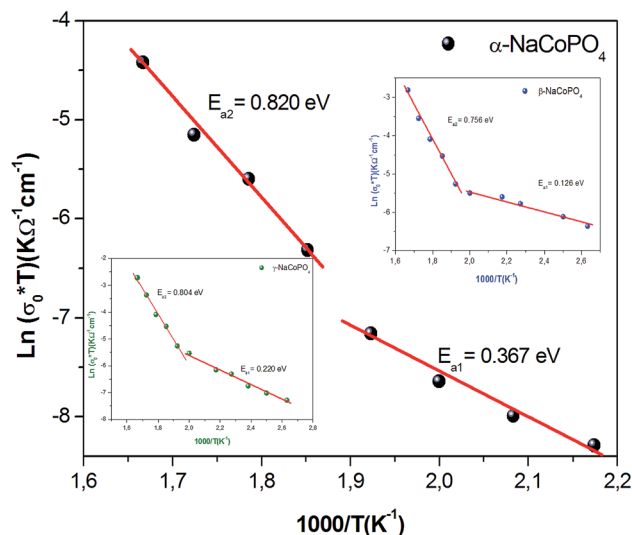 α-NaCoPO₄
Eₐ₂ = 0.820 eV
Eₐ₁ = 0.367 eV
Ln (σ₀*T)(KΩ⁻¹cm⁻¹)
-4
-5
-6
-7
-8
1,6
1,7
1,8
1,9
2,0
2,1
2,2
1000/T(K⁻¹)
β-NaCoPO₄
Eₐ₂ = 0.756 eV
Eₐ₁ = 0.126 eV
Ln (σ₀*T)(KΩ⁻¹cm⁻¹)
-3
-4
-5
-6
-7
1,6
1,8
2,0
2,2
2,4
2,6
1000/T(K⁻¹)
γ-NaCoPO₄
Eₐ₂ = 0.804 eV
Eₐ₁ = 0.220 eV
Ln (σ₀*T)(KΩ⁻¹cm⁻¹)
-2
-3
-4
-5
-6
-7
-8
1,6
1,8
2,0
2,2
2,4
2,6
2,8
1000/T(K⁻¹)